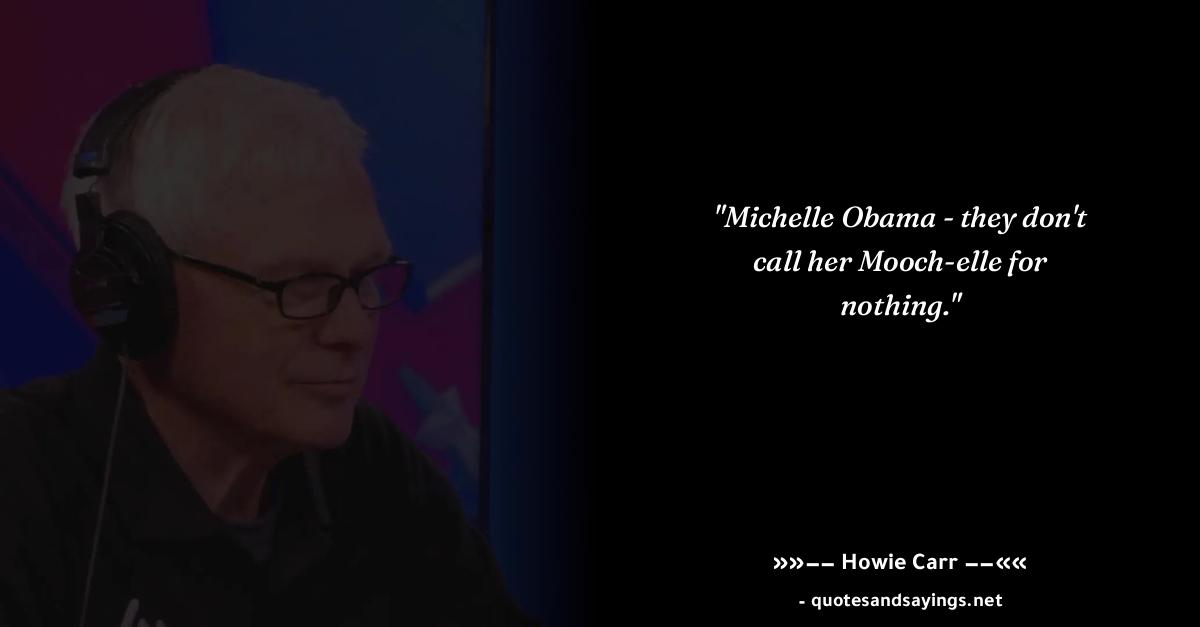 "Michelle Obama - they don't
call her Mooch-elle for
nothing."
»»−− Howie Carr −−««
- quotesandsayings.net